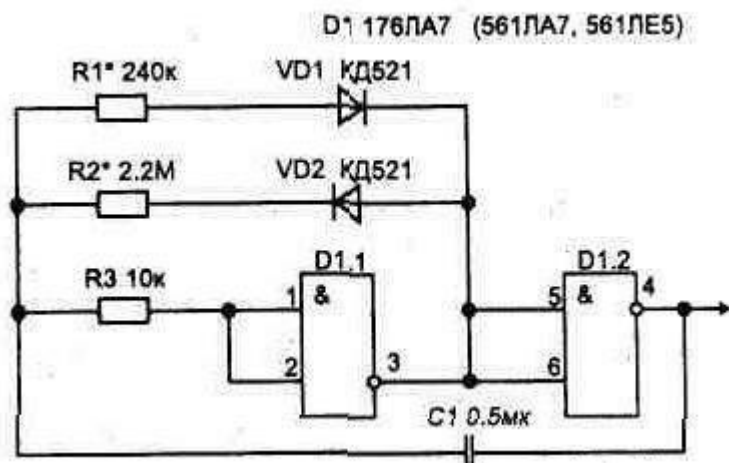 D1 176ЛА7 (561ЛА7, 561ЛЕ5)
R1* 240к
VD1 КД521
R2* 2.2М
VD2 КД521
R3 10к
D1.1
D1.2
1
&
2
3
5
&
4
6
C1 0.5мк